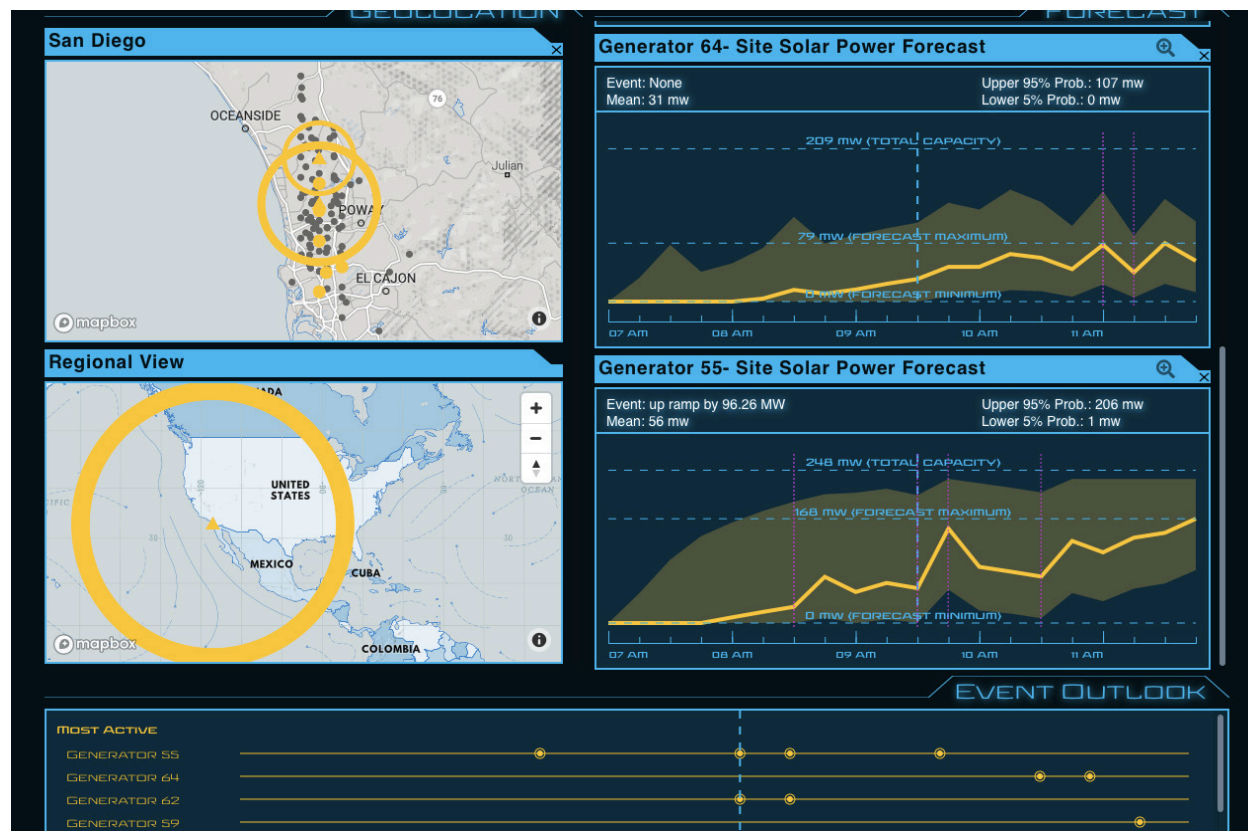 GEOLOCATION
FORECAST
San Diego
OCEANSIDE
76
Julian
POWAY
EL CAJON
mapbox
Regional View
UNITED
STATES
MEXICO
CUBA
COLOMBIA
OCEAN
30
30
mapbox
Generator 64- Site Solar Power Forecast
Event: None
Upper 95% Prob.: 107 mw
Mean: 31 mw
Lower 5% Prob.: 0 mw
209 MW (TOTAL CAPACITY)
79 MW (FORECAST MAXIMUM)
0 MW (FORECAST MINIMUM)
07 AM 08 AM 09 AM 10 AM 11 AM
Generator 55- Site Solar Power Forecast
Event: up ramp by 96.26 MW
Upper 95% Prob.: 206 mw
Mean: 56 mw
Lower 5% Prob.: 1 mw
248 MW (TOTAL CAPACITY)
168 MW (FORECAST MAXIMUM)
0 MW (FORECAST MINIMUM)
07 AM 08 AM 09 AM 10 AM 11 AM
EVENT OUTLOOK
MOST ACTIVE
GENERATOR 55
GENERATOR 64
GENERATOR 62
GENERATOR 59